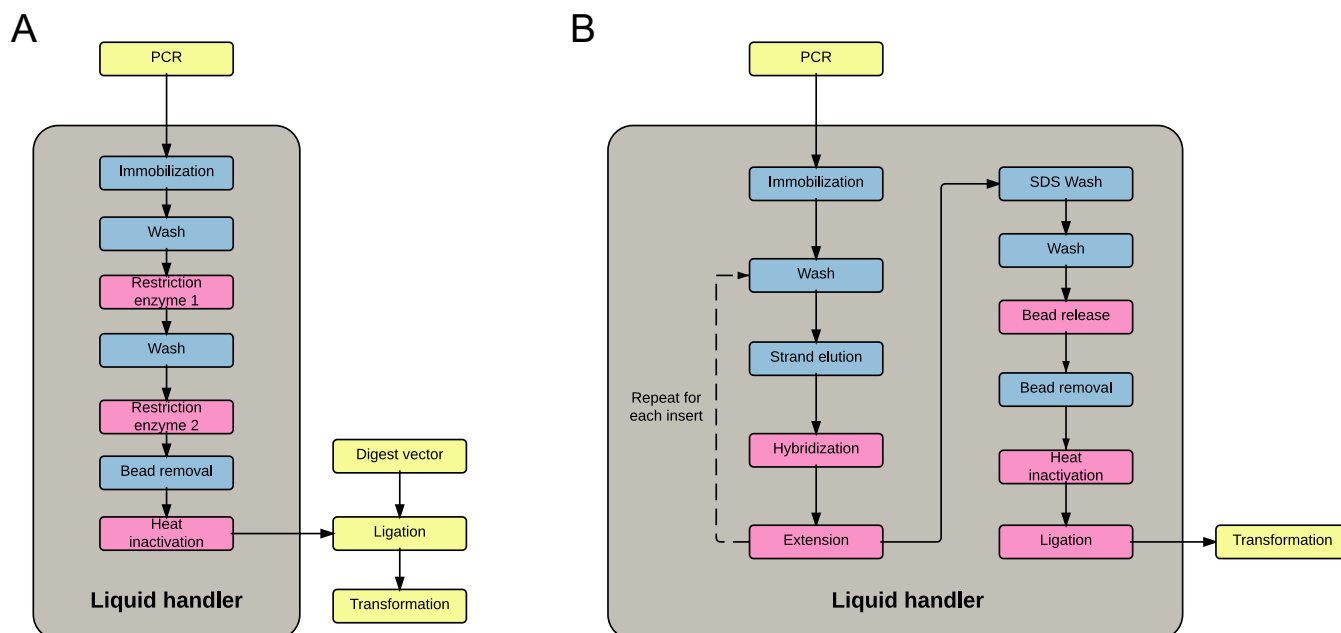 A
PCR
Immobilization
Wash
Restriction
enzyme 1
Wash
Restriction
enzyme 2
Bead removal
Heat
inactivation
Liquid handler
Digest vector
Ligation
Transformation
B
PCR
Immobilization
Wash
Strand elution
Repeat for
each insert
Hybridization
Extension
SDS Wash
Wash
Bead release
Bead removal
Heat
inactivation
Ligation
Transformation
Liquid handler